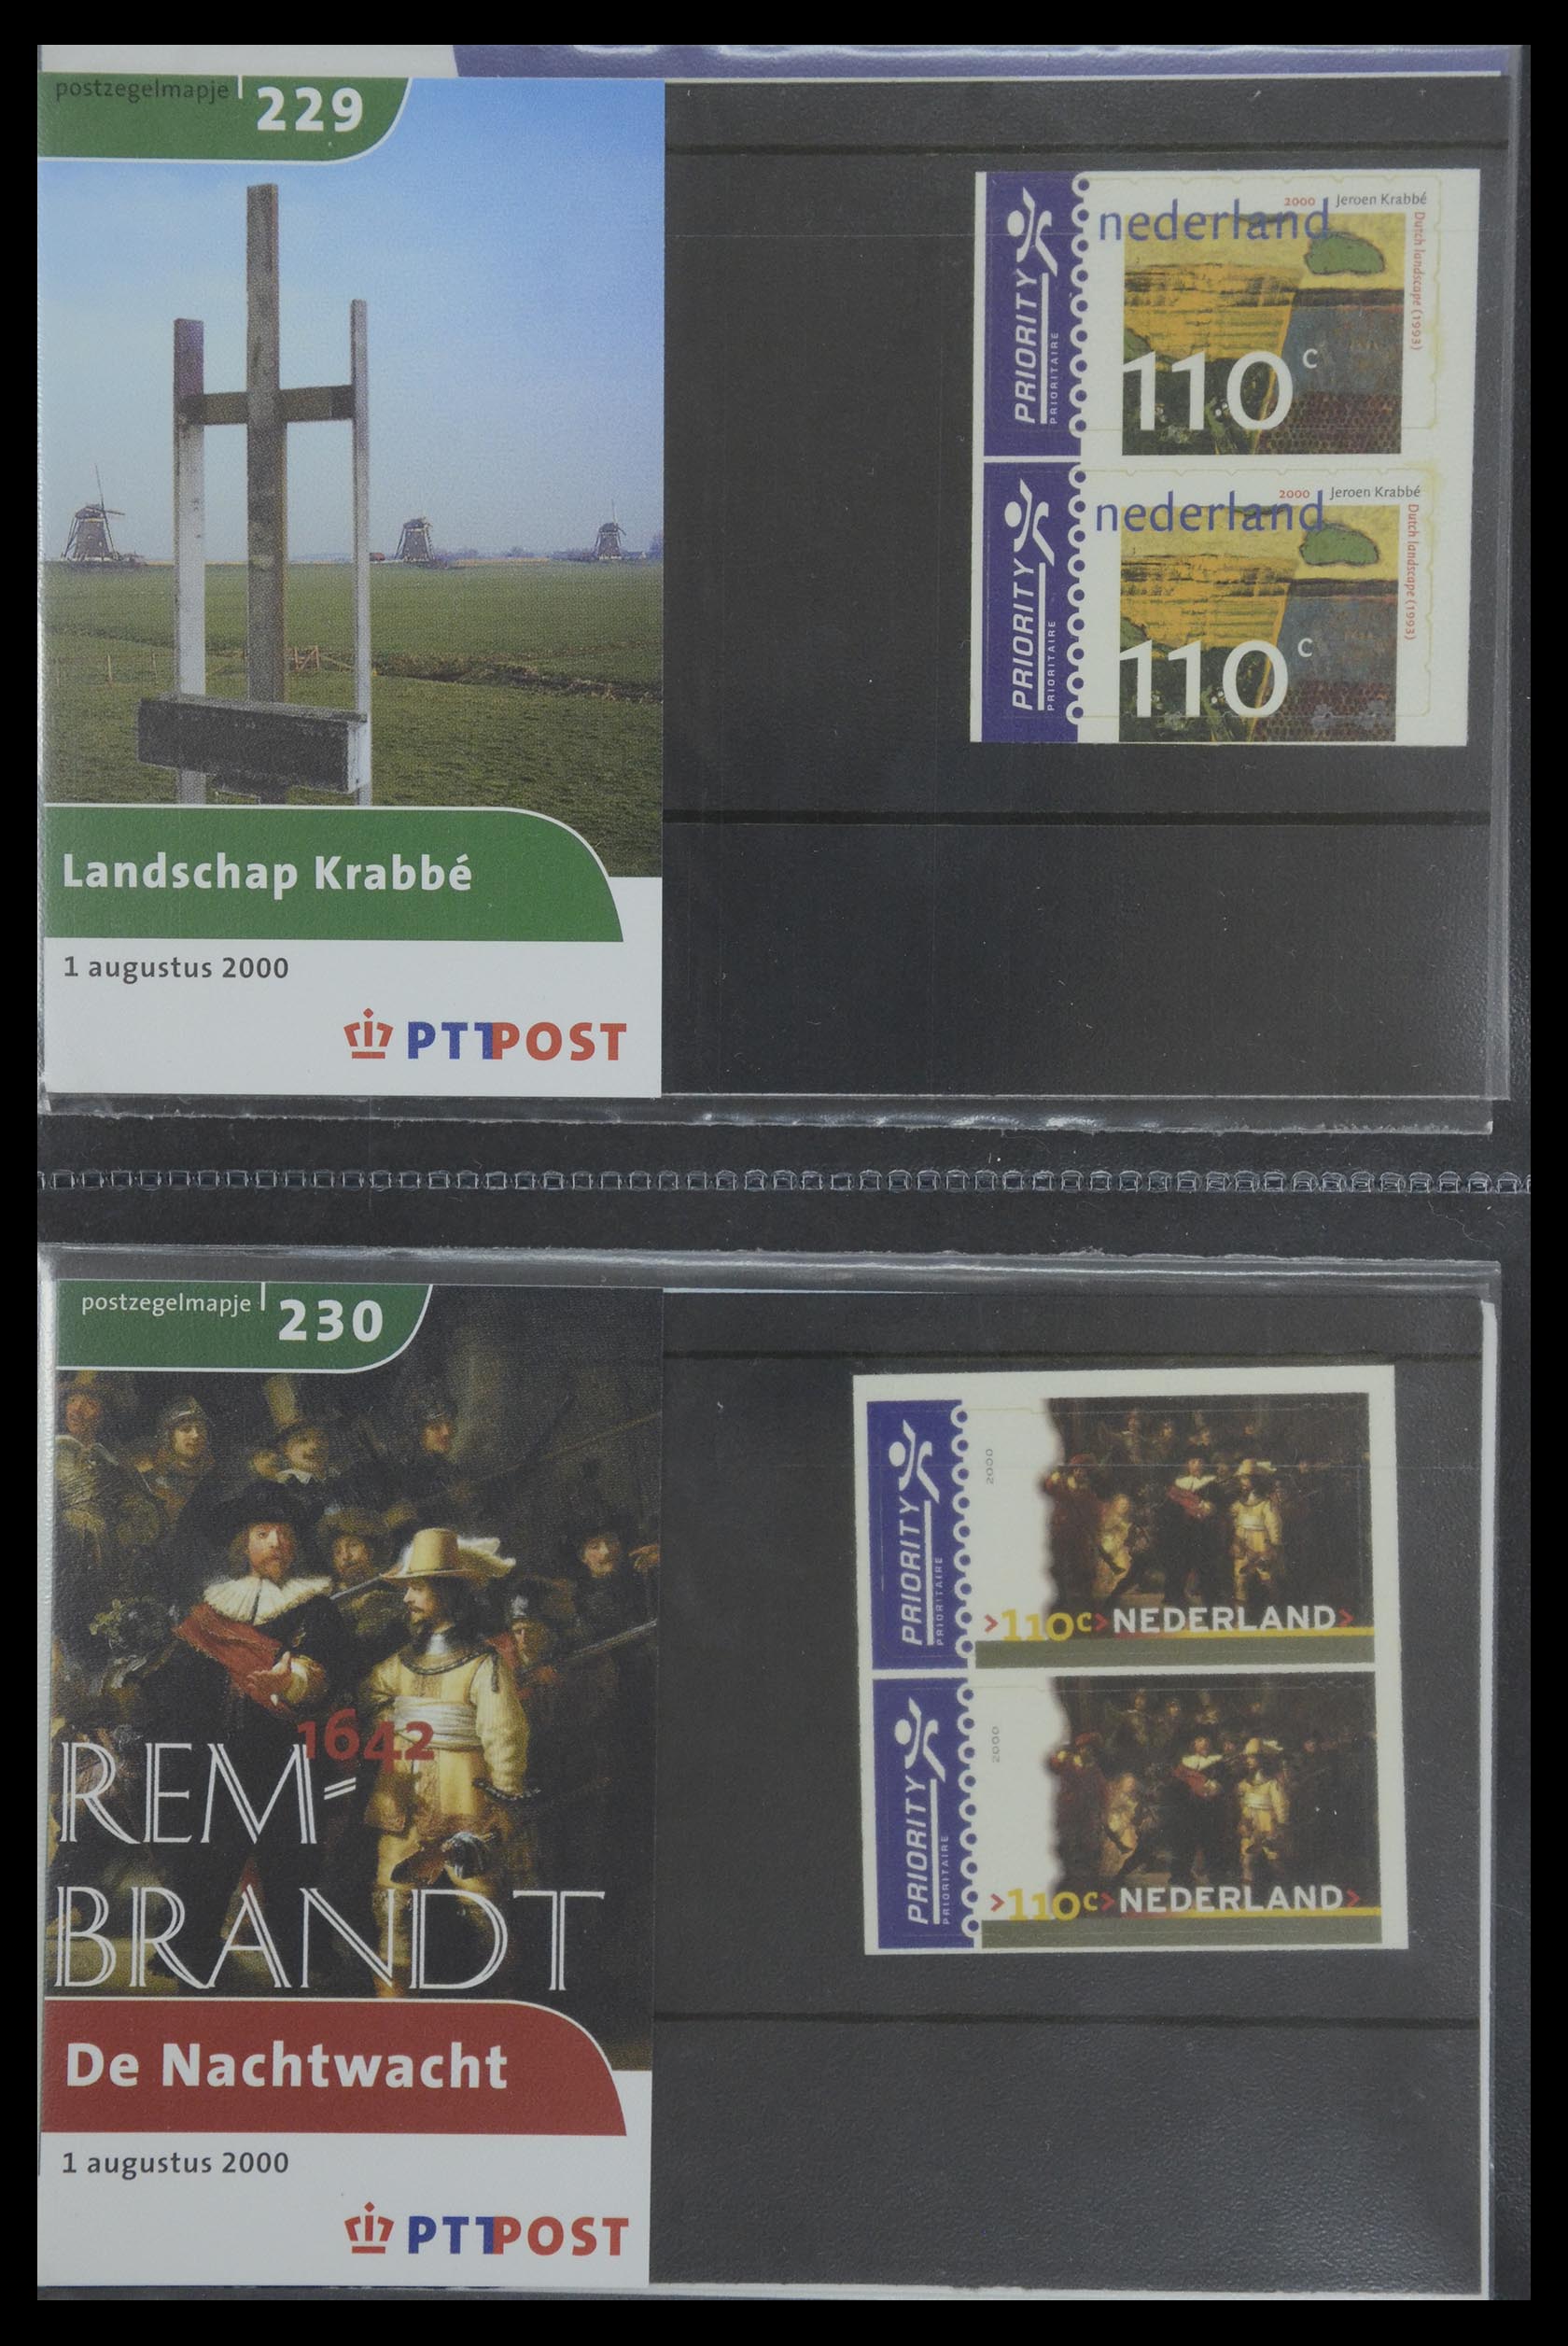 postzegelmapje 229
Landschap Krabbé
1 augustus 2000
PTTPOST
PRIORITY
PRIORITAIRE
2000 Jeroen Krabbé
nederland
Dutch landscape (1993)
110 c
PRIORITY
PRIORITAIRE
2000 Jeroen Krabbé
nederland
Dutch landscape (1993)
110 c
postzegelmapje 230
1642
REM-
BRANDT
De Nachtwacht
1 augustus 2000
PTTPOST
PRIORITY
PRIORITAIRE
2000
>110c>NEDERLAND>
PRIORITY
PRIORITAIRE
2000
>110c>NEDERLAND>